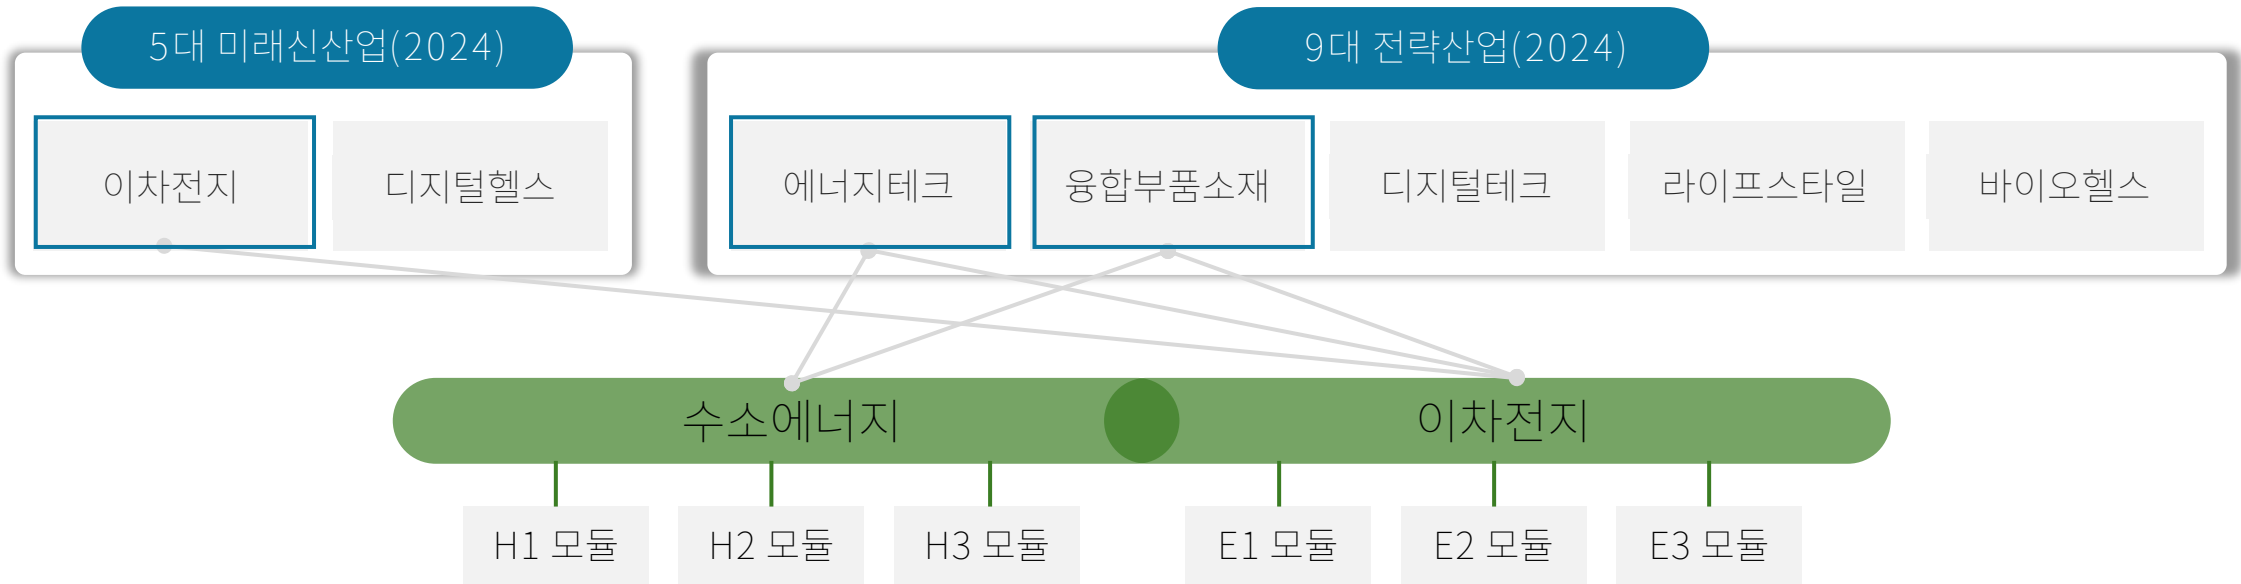 5대 미래신산업(2024)
9대 전략산업(2024)
이차전지
디지털헬스
에너지테크
융합부품소재
디지털테크
라이프스타일
바이오헬스
수소에너지
이차전지
H1 모듈
H2 모듈
H3 모듈
E1 모듈
E2 모듈
E3 모듈